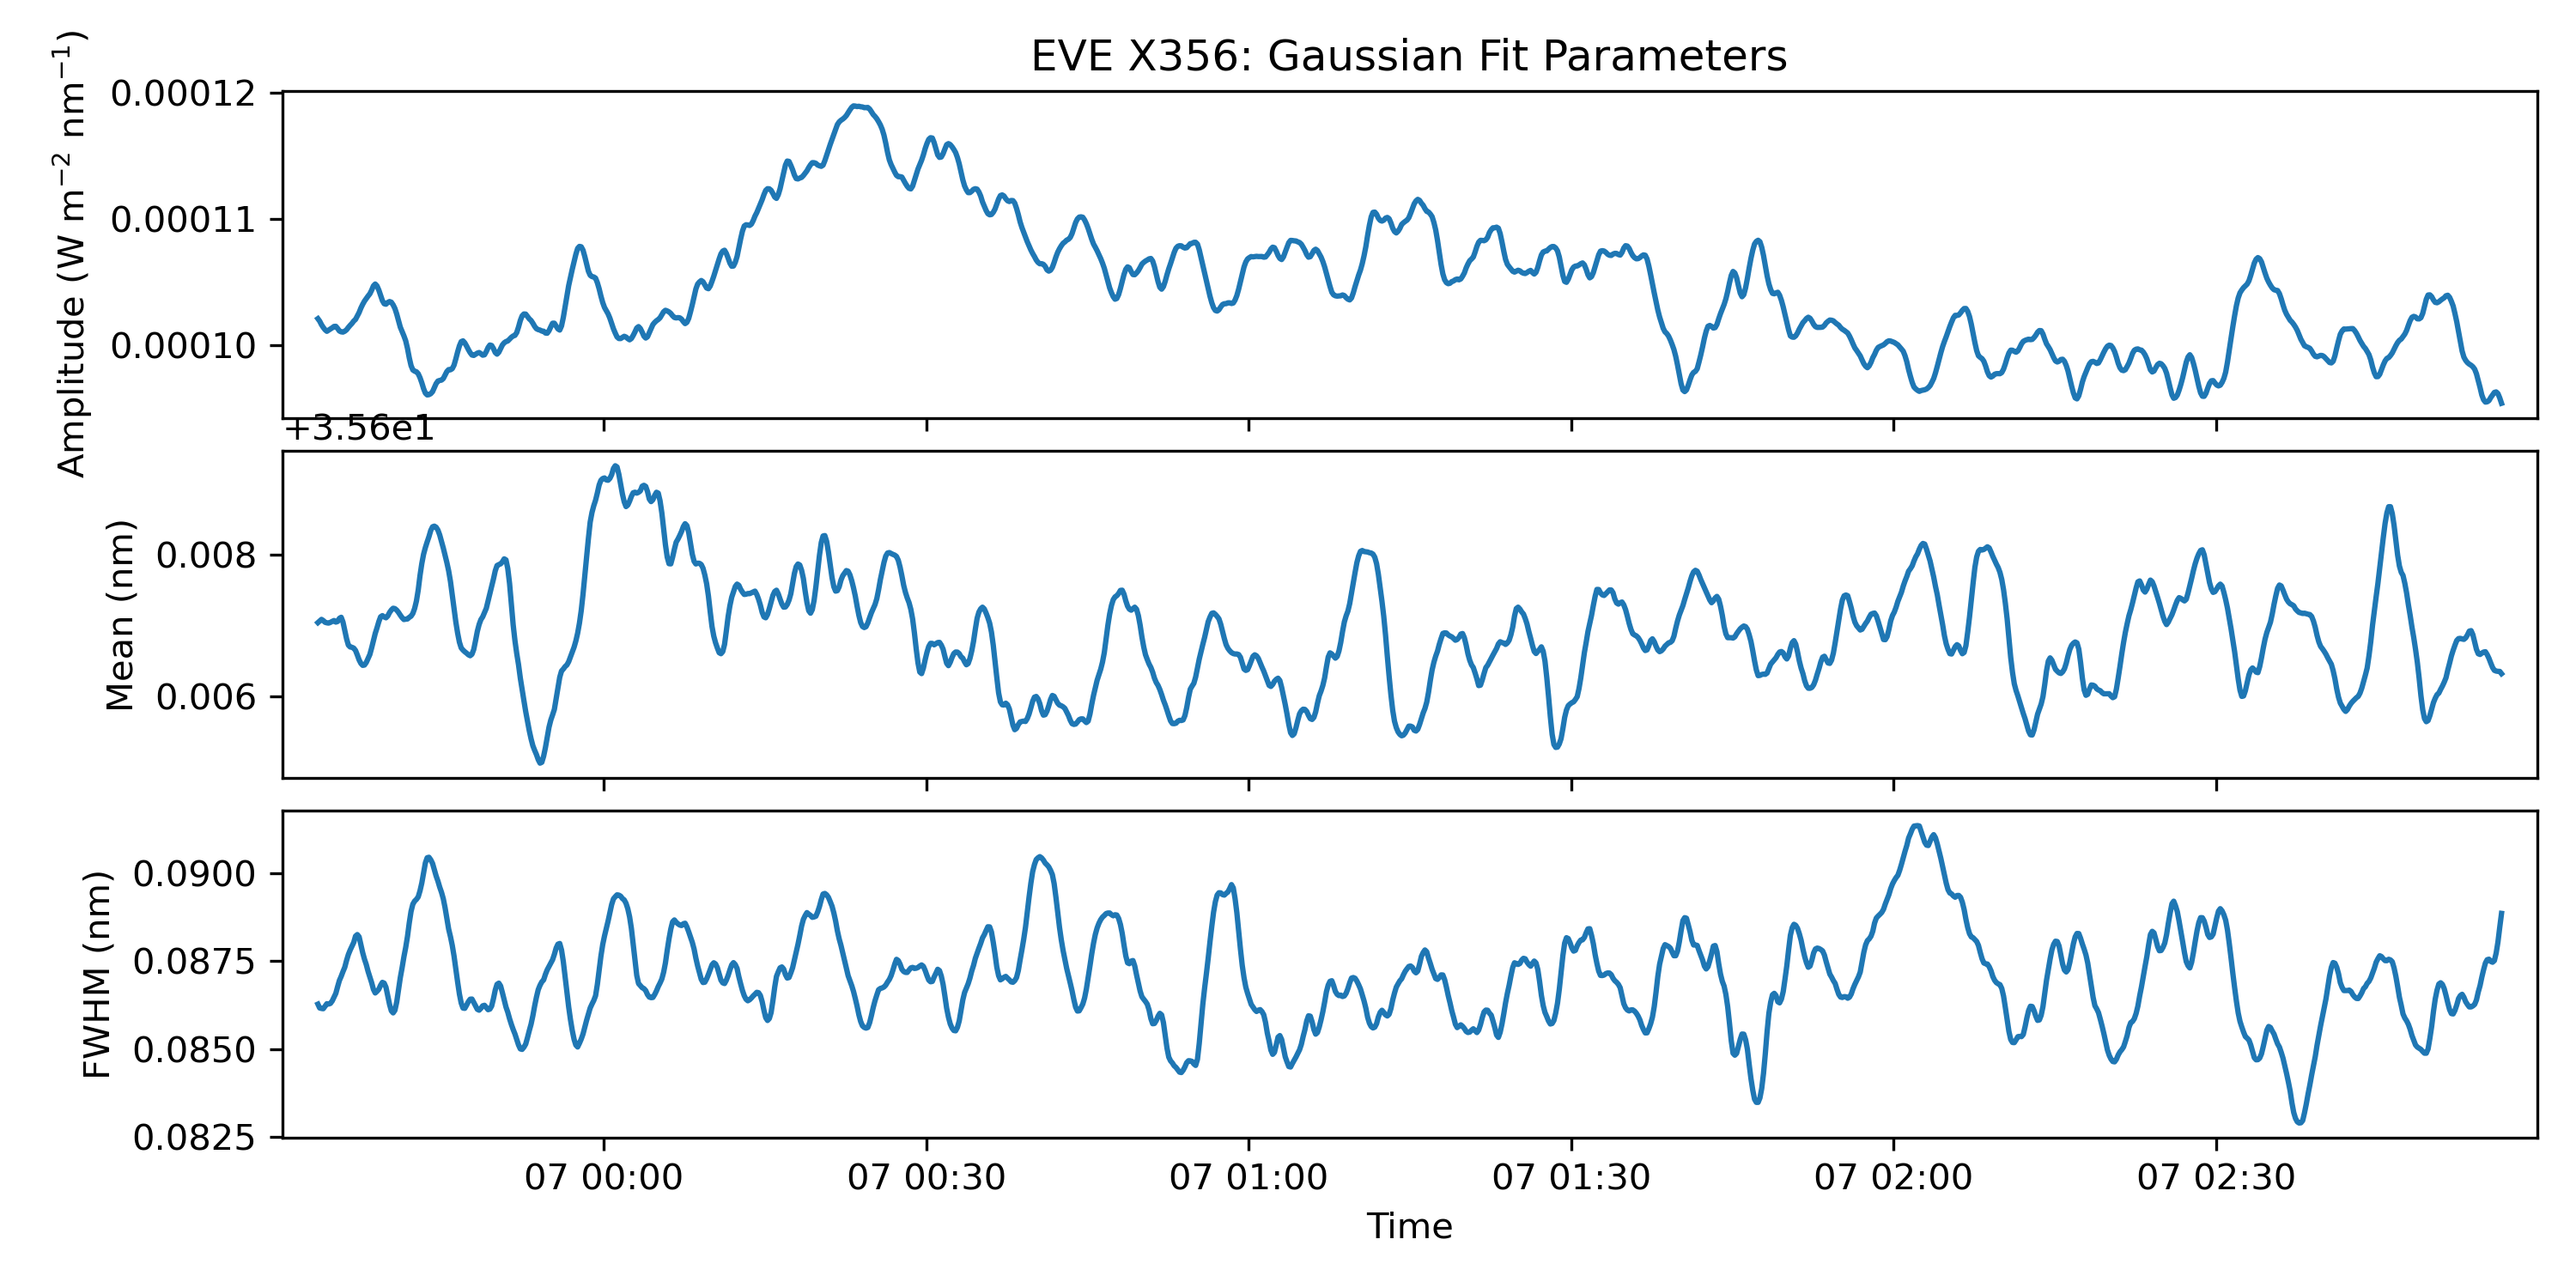 EVE X356: Gaussian Fit Parameters
Amplitude (W m⁻² nm⁻¹)
0.00012
0.00011
0.00010
+3.56e1
Mean (nm)
0.008
0.006
FWHM (nm)
0.0900
0.0875
0.0850
0.0825
07 00:00 07 00:30 07 01:00 07 01:30 07 02:00 07 02:30
Time